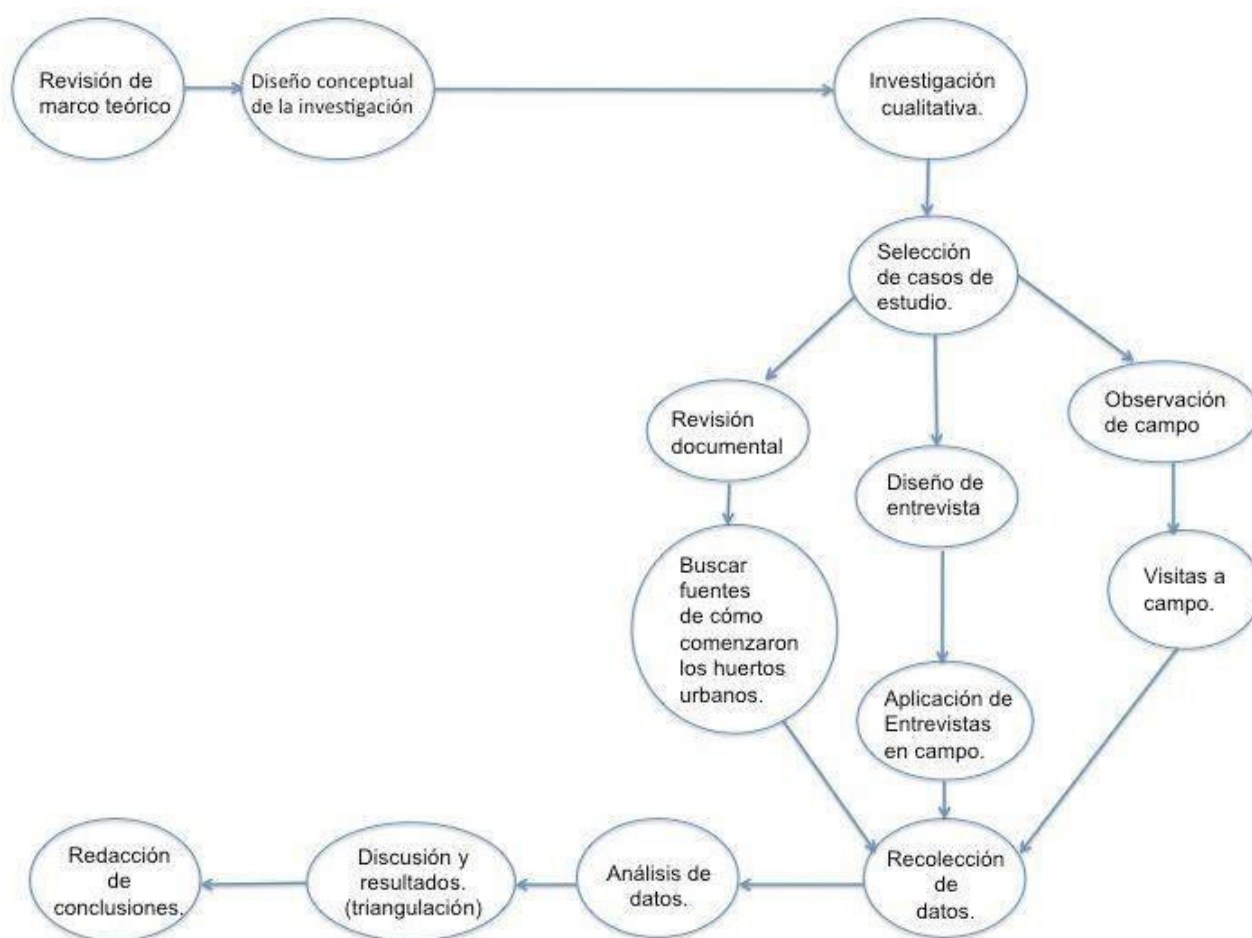 Revisión de
marco teórico
Diseño conceptual
de la investigación
Investigación
cualitativa.
Selección
de casos de
estudio.
Revisión
documental
Diseño de
entrevista
Observación
de campo
Buscar
fuentes
de cómo
comenzaron
los huertos
urbanos.
Aplicación de
Entrevistas
en campo.
Visitas a
campo.
Recolección
de
datos.
Análisis de
datos.
Discusión y
resultados.
(triangulación)
Redacción
de
conclusiones.